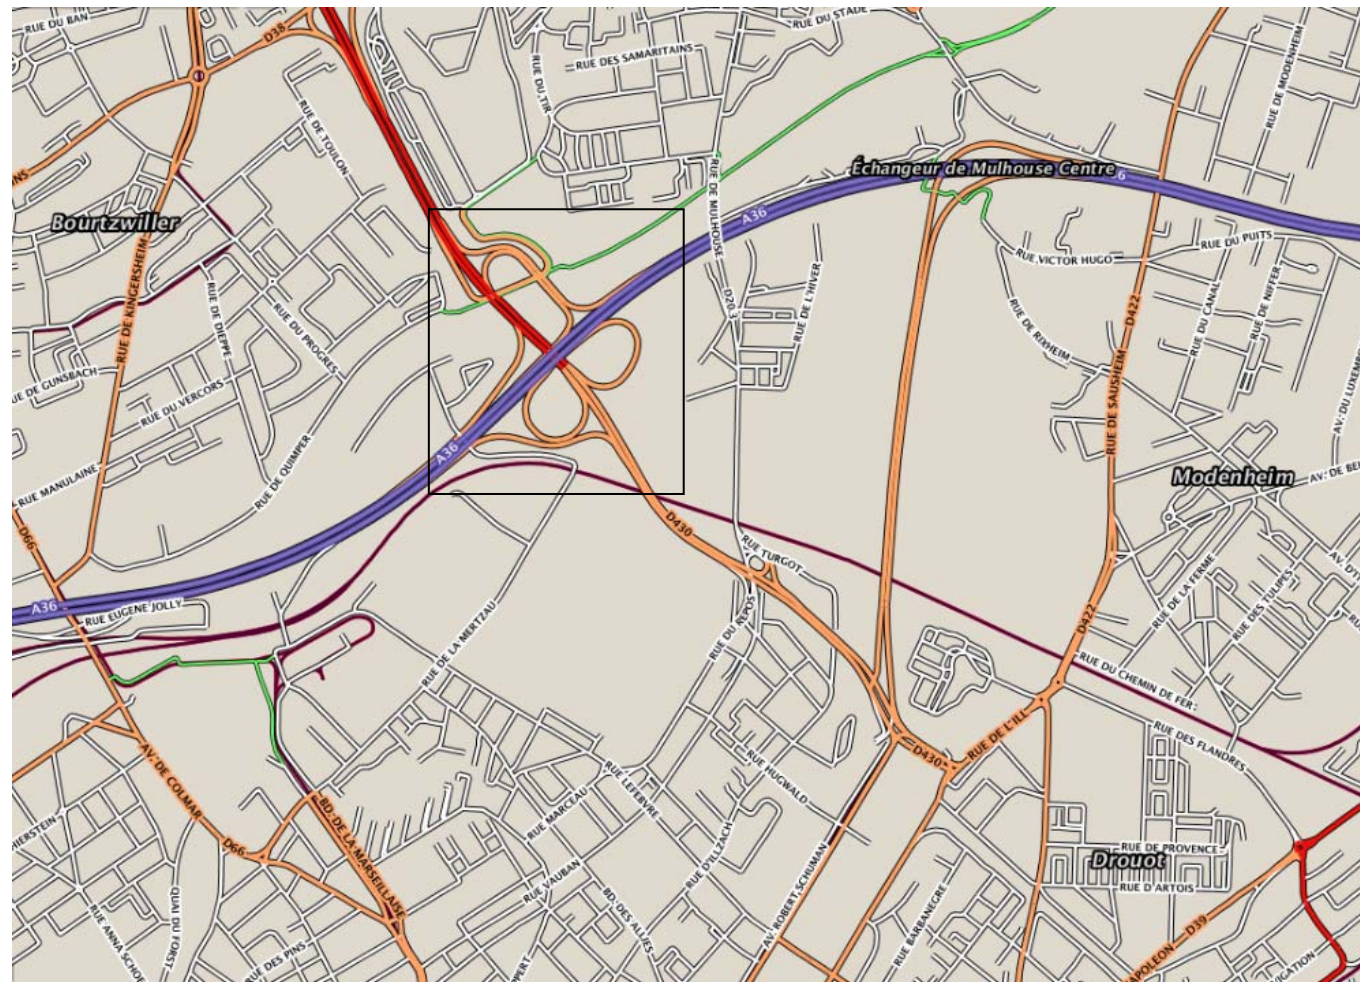 RUE DU BAN
D38
RUE DU STADE
RUE DES SAMARITAINS
RUE DU TIR
RUE DE MODENHEIM
RUE DE TOULON
RUE DE MULHOUSE
Échangeur de Mulhouse Centre
Bourtzwiller
A36
RUE DU PUITS
RUE VICTOR HUGO
RUE DE KINGERSHEIM
RUE DE DIEPPE
RUE DU PROGRES
D20.3
RUE DE L'HIVER
RUE DU CANAL
RUE DE NIFFER
D422
RUE DE RIXHEIM
RUE DE SAUSHEIM
RUE DU VERCORS
RUE DE QUIMPER
RUE MANULAINE
A36
Modenheim
D66
D430
RUE TURGOT
A36
RUE EUGENE JOLLY
RUE DE LA MERTZAU
RUE DU REPOS
RUE DE LA FERME
RUE DES TULIPES
D422
RUE DU CHEMIN DE FER
RUE DE L'ILL
RUE DES FLANDRES
D430
AV. DE COLMAR
RUE HUGWALD
RUE LEFEBVRE
RUE MARCEAU
BD. DE LA MARSEILLAISE
D66
RUE D'ILLZACH
RUE VAUBAN
AV. ROBERT SCHUMAN
RUE DE PROVENCE
Drouot
RUE D'ARTOIS
QUAI DU FORST
BD. DES ALLIES
RUE BARBANEGRE
D39
RUE DES PINS